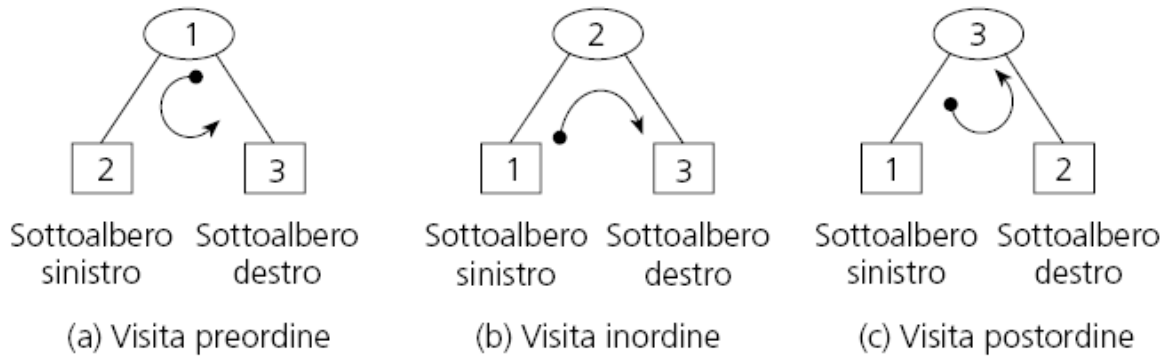 1
2
3
Sottoalbero sinistro
Sottoalbero destro
(a) Visita preordine
2
1
3
Sottoalbero sinistro
Sottoalbero destro
(b) Visita inordine
3
1
2
Sottoalbero sinistro
Sottoalbero destro
(c) Visita postordine